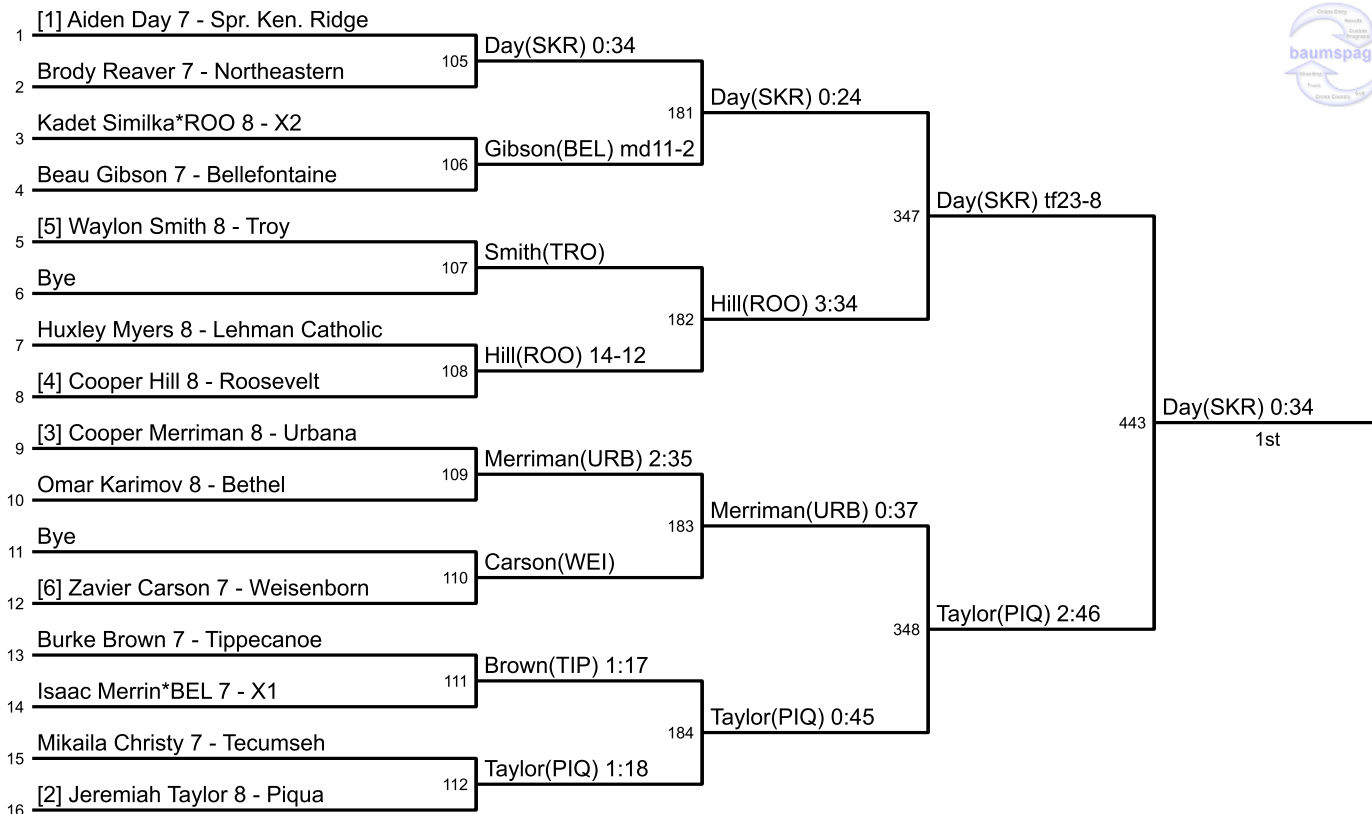 [1] Aiden Day 7 - Spr. Ken. Ridge
1
Day(SKR) 0:34
105
Brody Reaver 7 - Northeastern
2
Day(SKR) 0:24
181
Kadet Similka*ROO 8 - X2
3
Gibson(BEL) md11-2
106
Beau Gibson 7 - Bellefontaine
4
Day(SKR) tf23-8
347
[5] Waylon Smith 8 - Troy
5
Smith(TRO)
107
Bye
6
Hill(ROO) 3:34
182
Huxley Myers 8 - Lehman Catholic
7
Hill(ROO) 14-12
108
[4] Cooper Hill 8 - Roosevelt
8
Day(SKR) 0:34
443
1st
[3] Cooper Merriman 8 - Urbana
9
Merriman(URB) 2:35
109
Omar Karimov 8 - Bethel
10
Merriman(URB) 0:37
183
Bye
11
Carson(WEI)
110
[6] Zavier Carson 7 - Weisenborn
12
Taylor(PIQ) 2:46
348
Burke Brown 7 - Tippecanoe
13
Brown(TIP) 1:17
111
Isaac Merrin*BEL 7 - X1
14
Taylor(PIQ) 0:45
184
Mikaila Christy 7 - Tecumseh
15
Taylor(PIQ) 1:18
112
[2] Jeremiah Taylor 8 - Piqua
16
baumspag